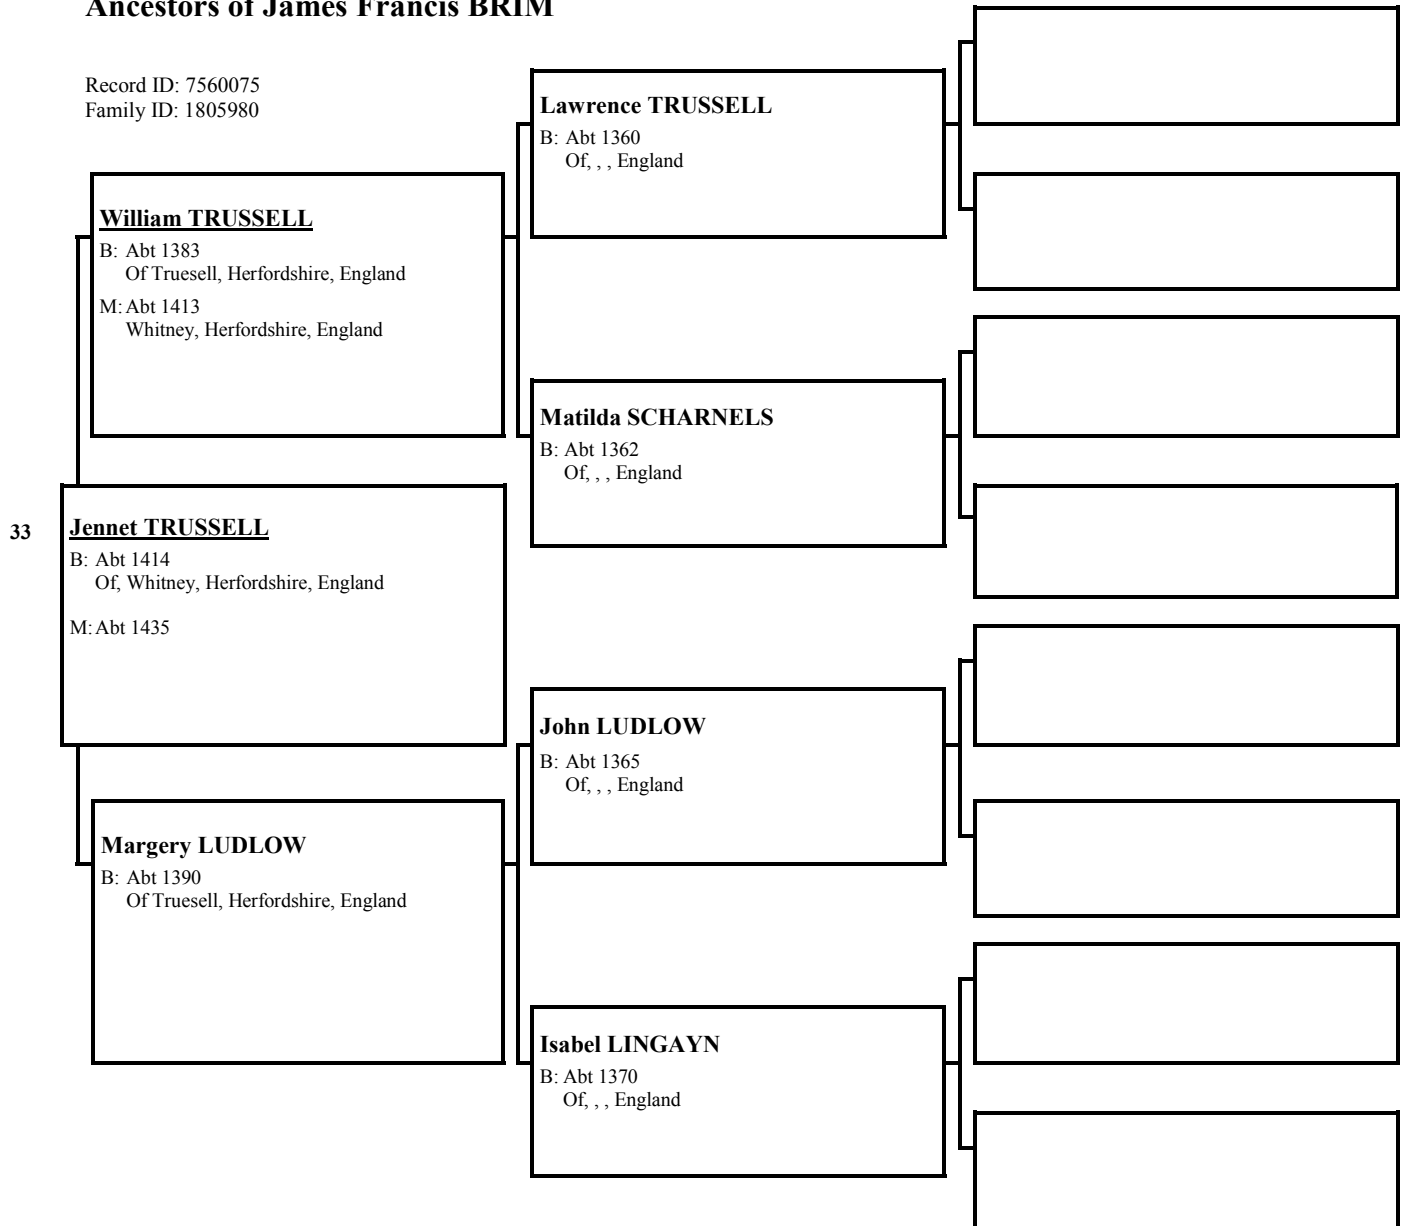 Ancestors of James Francis BRIM
Record ID: 7560075
Family ID: 1805980
Lawrence TRUSSELL
B: Abt 1360
Of, , , England
William TRUSSELL
B: Abt 1383
Of Truesell, Herfordshire, England
M: Abt 1413
Whitney, Herfordshire, England
Matilda SCHARNELS
B: Abt 1362
Of, , , England
33
Jennet TRUSSELL
B: Abt 1414
Of, Whitney, Herfordshire, England
M: Abt 1435
John LUDLOW
B: Abt 1365
Of, , , England
Margery LUDLOW
B: Abt 1390
Of Truesell, Herfordshire, England
Isabel LINGAYN
B: Abt 1370
Of, , , England